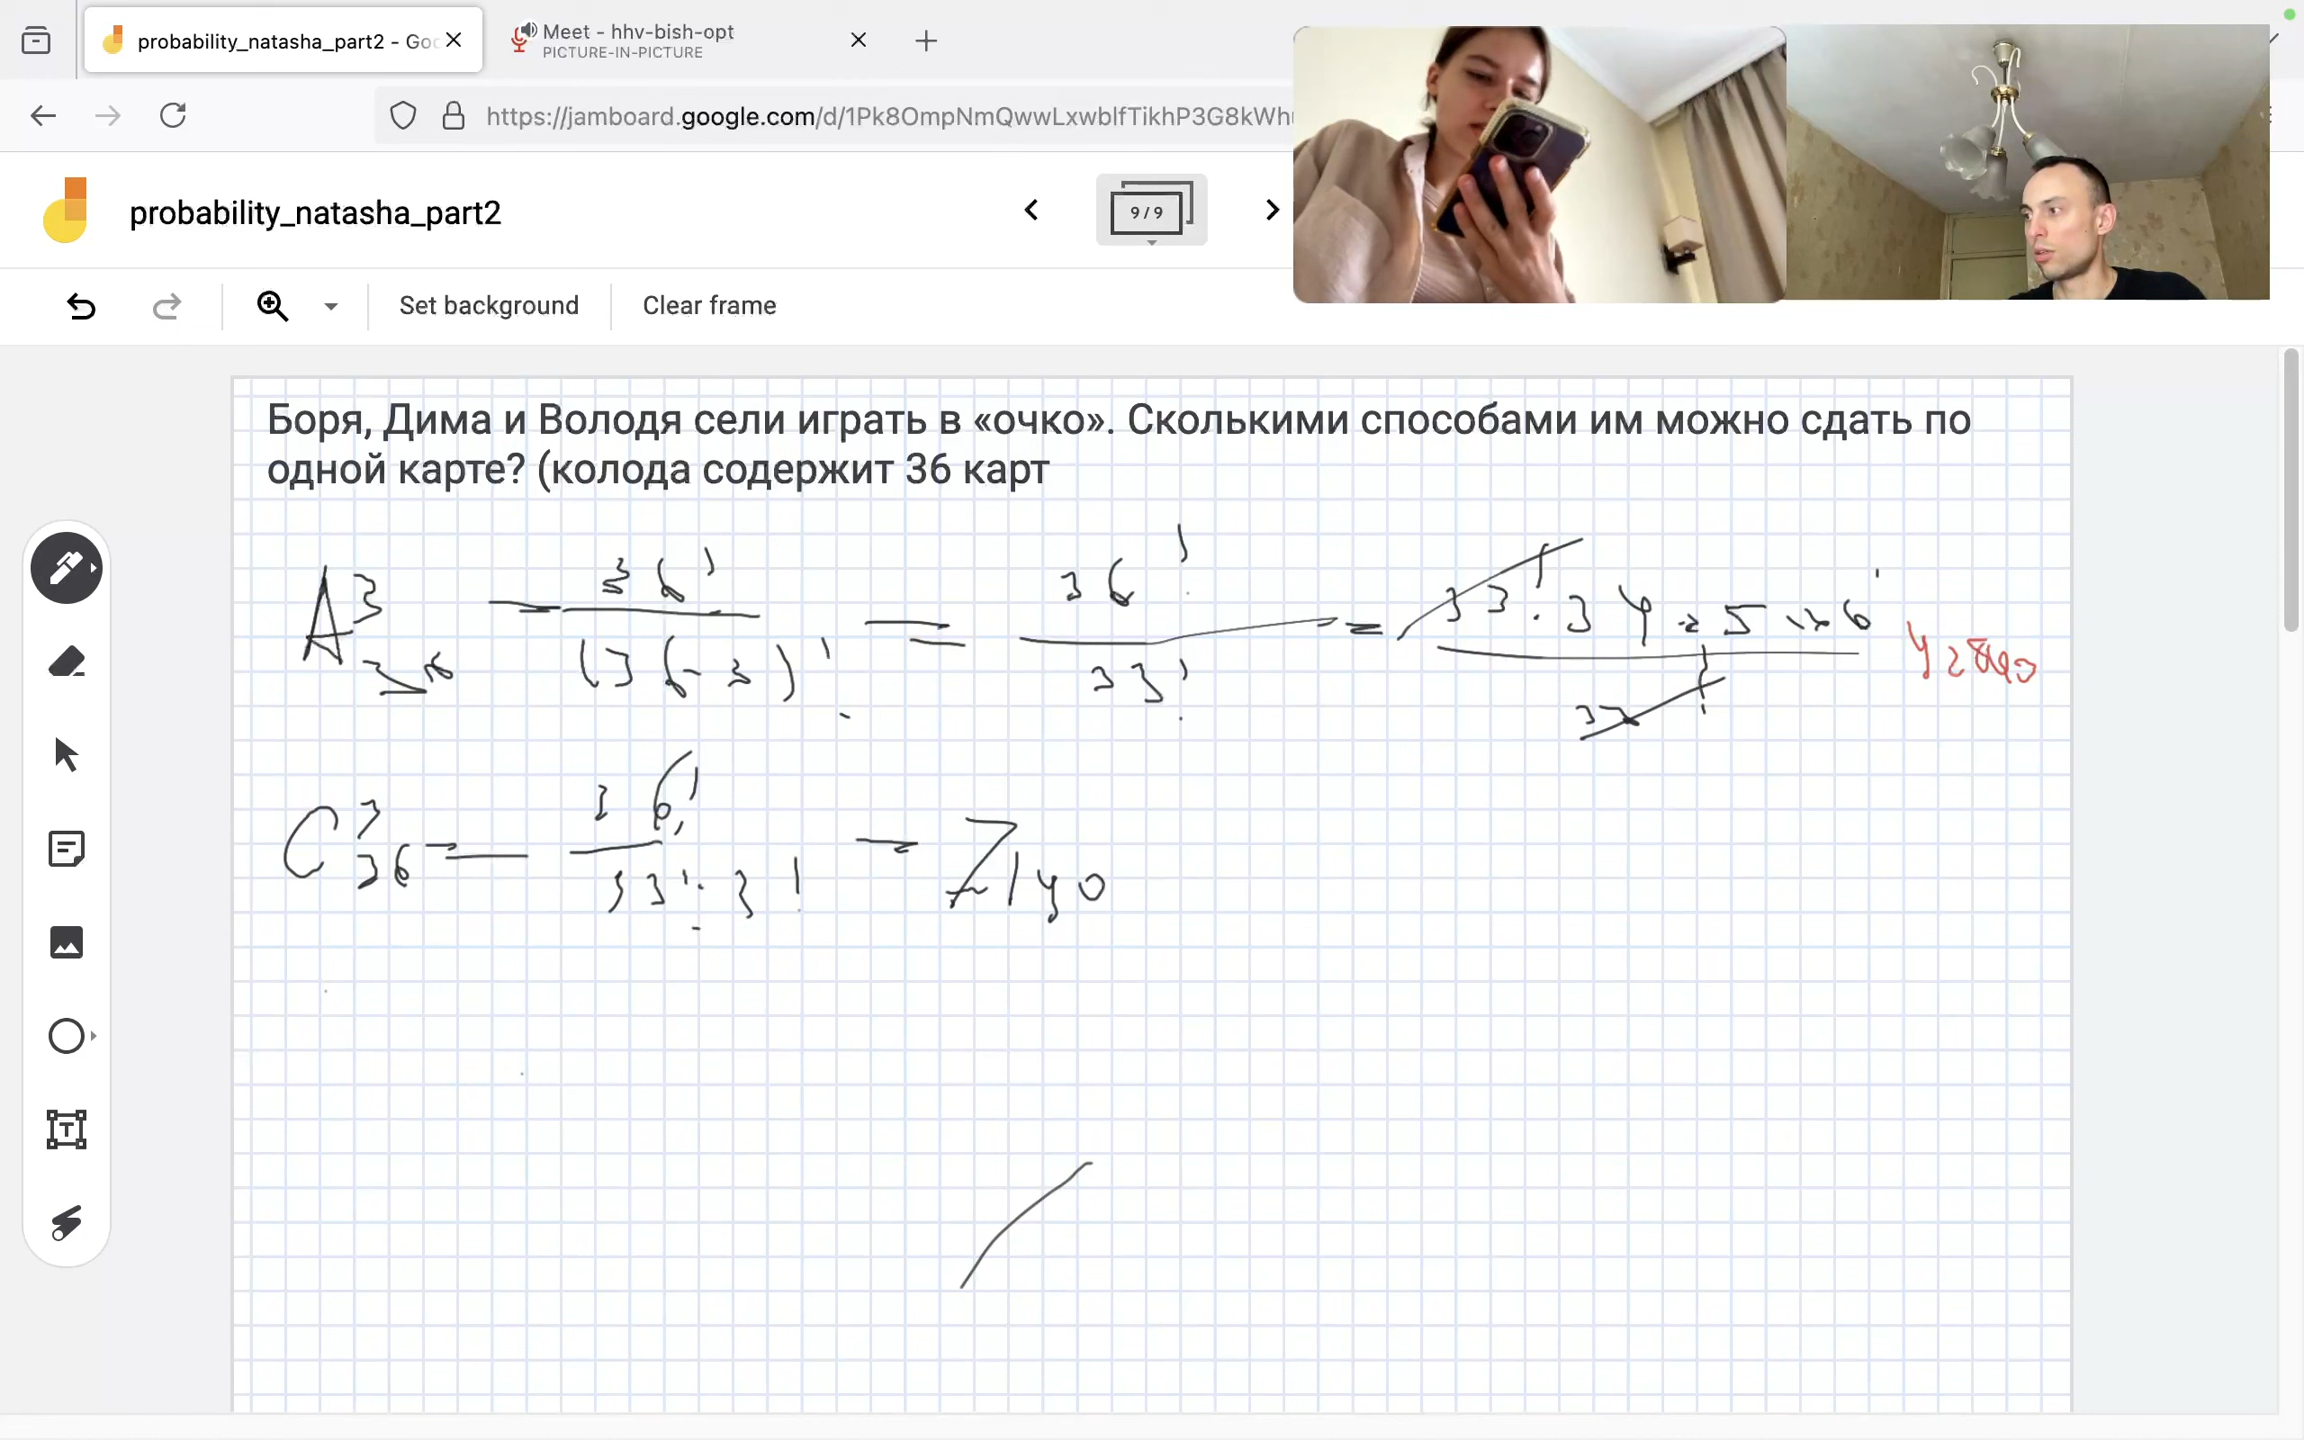 probability_natasha_part2 - Goo
Meet - hhv-bish-opt
PICTURE-IN-PICTURE
https://jamboard.google.com/d/1Pk8OmpNmQwwLxwblfTikhP3G8kWh
probability_natasha_part2
9 / 9
Set background
Clear frame
Боря, Дима и Володя сели играть в «очко». Сколькими способами им можно сдать по
одной карте? (колода содержит 36 карт
A³₃₆ = 36! / (36-3)! = 36! / 33! = 33! · 34 · 35 · 36 / 33! 42840
C³₃₆ = 36! / 33! · 3! = 7140
T